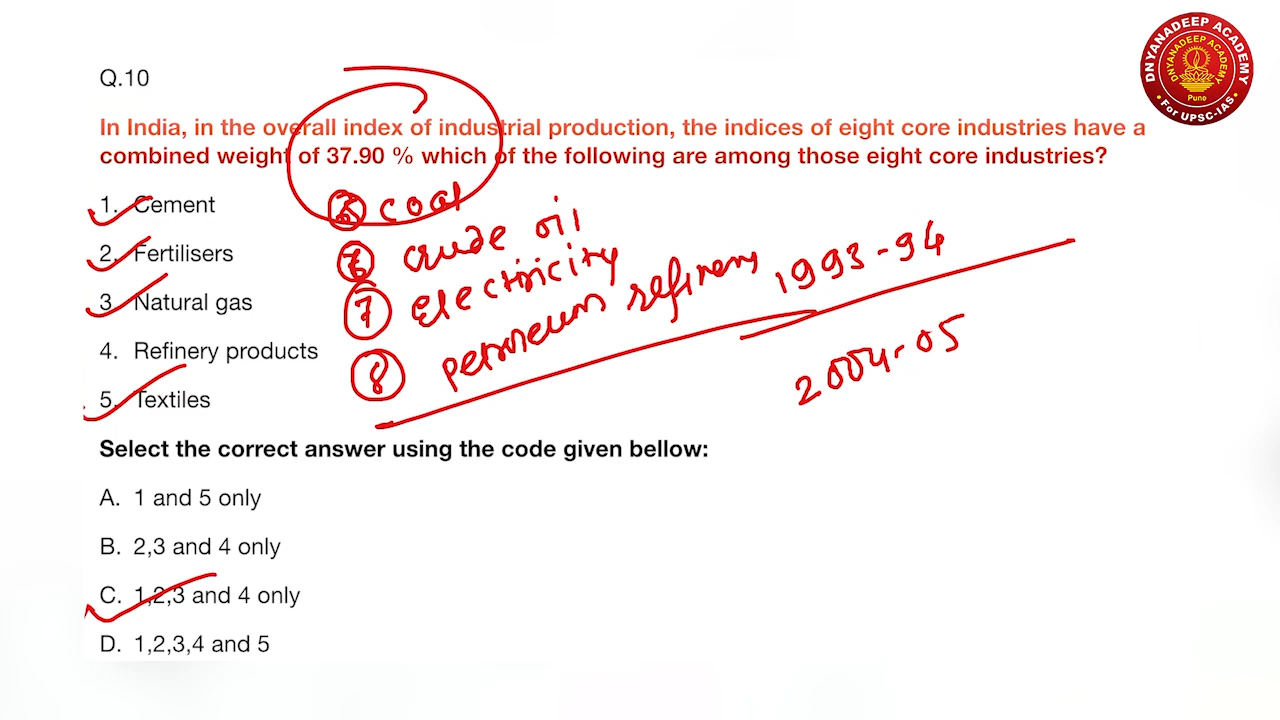 DNYANADEEP ACADEMY
DNYANADEEP ACADEMY
Pune
For UPSC-IAS
Q.10
In India, in the overall index of industrial production, the indices of eight core industries have a
combined weight of 37.90 % which of the following are among those eight core industries?
1. Cement
2. Fertilisers
3. Natural gas
4. Refinery products
5. Textiles
coal
6 crude oil
7 Electricity
8 petroleum refinery
1993-94
2004-05
Select the correct answer using the code given bellow:
A. 1 and 5 only
B. 2,3 and 4 only
C. 1,2,3 and 4 only
D. 1,2,3,4 and 5